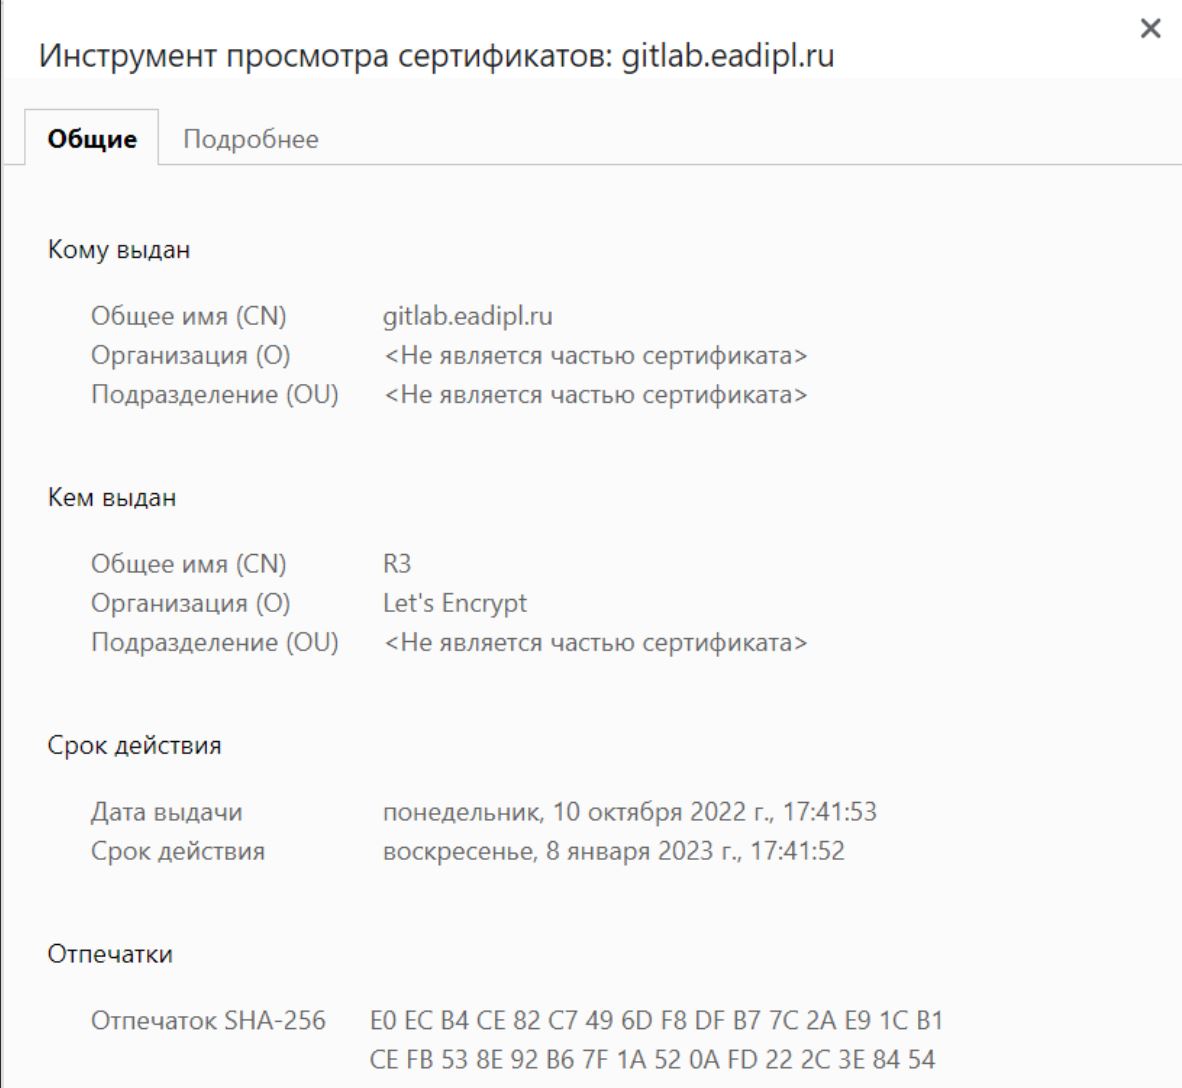 Инструмент просмотра сертификатов: gitlab.eadipl.ru
Общие Подробнее
Кому выдан
Общее имя (CN) gitlab.eadipl.ru
Организация (O) <Не является частью сертификата>
Подразделение (OU) <Не является частью сертификата>
Кем выдан
Общее имя (CN) R3
Организация (O) Let's Encrypt
Подразделение (OU) <Не является частью сертификата>
Срок действия
Дата выдачи понедельник, 10 октября 2022 г., 17:41:53
Срок действия воскресенье, 8 января 2023 г., 17:41:52
Отпечатки
Отпечаток SHA-256 E0 EC B4 CE 82 C7 49 6D F8 DF B7 7C 2A E9 1C B1
CE FB 53 8E 92 B6 7F 1A 52 0A FD 22 2C 3E 84 54